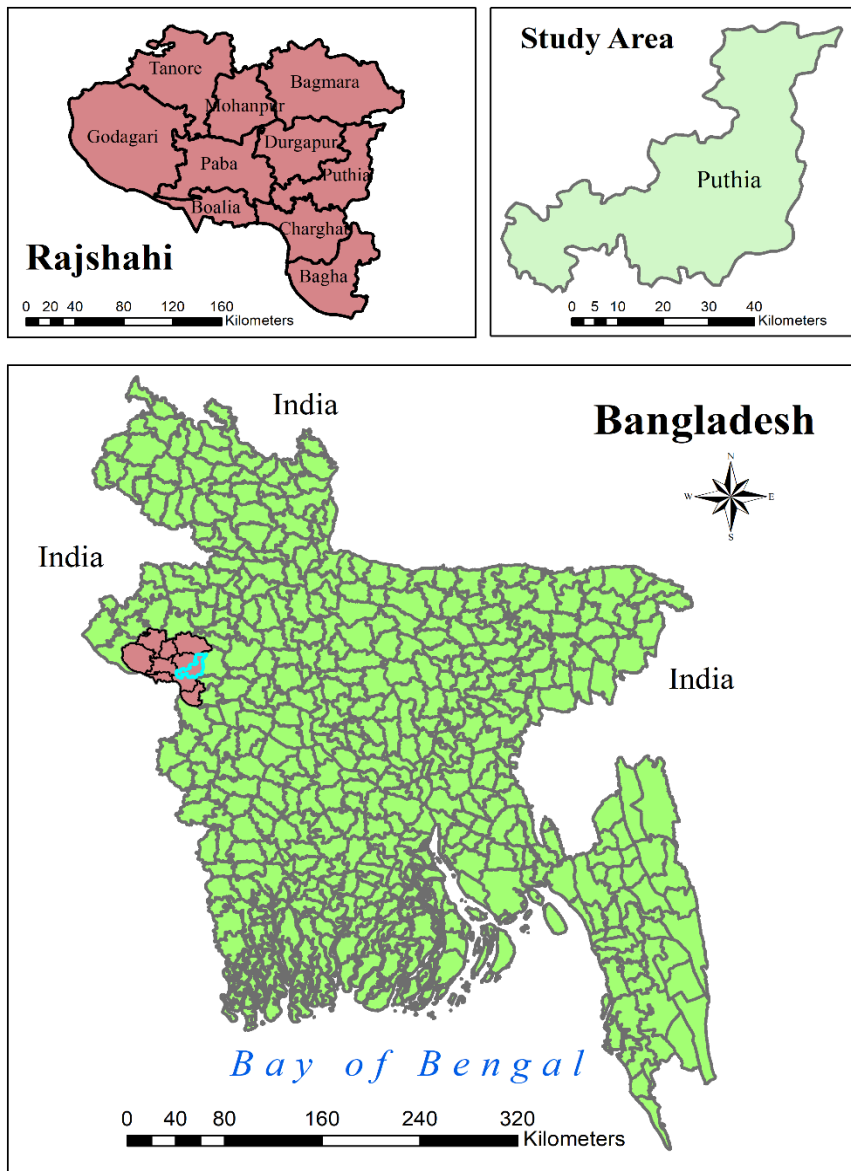 Tanore
Bagmara
Mohanpur
Godagari
Durgapur
Paba
Puthia
Boalia
Charghat
Rajshahi
Bagha
0 20 40 80 120 160
Kilometers
Study Area
Puthia
0 5 10 20 30 40
Kilometers
India
Bangladesh
N
W E
S
India
India
Bay of Bengal
0 40 80 160 240 320
Kilometers